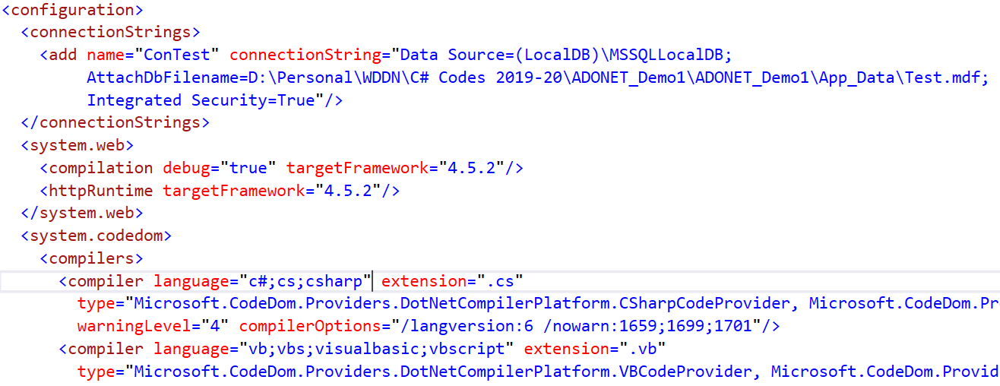 <configuration>
<connectionStrings>
<add name="ConTest" connectionString="Data Source=(LocalDB)\MSSQLLocalDB;
AttachDbFilename=D:\Personal\WDDN\C# Codes 2019-20\ADONET_Demo1\ADONET_Demo1\App_Data\Test.mdf;
Integrated Security=True"/>
</connectionStrings>
<system.web>
<compilation debug="true" targetFramework="4.5.2"/>
<httpRuntime targetFramework="4.5.2"/>
</system.web>
<system.codedom>
<compilers>
<compiler language="c#;cs;csharp" extension=".cs"
type="Microsoft.CodeDom.Providers.DotNetCompilerPlatform.CSharpCodeProvider, Microsoft.CodeDom.Pr
warningLevel="4" compilerOptions="/langversion:6 /nowarn:1659;1699;1701"/>
<compiler language="vb;vbs;visualbasic;vbscript" extension=".vb"
type="Microsoft.CodeDom.Providers.DotNetCompilerPlatform.VBCodeProvider, Microsoft.CodeDom.Provid